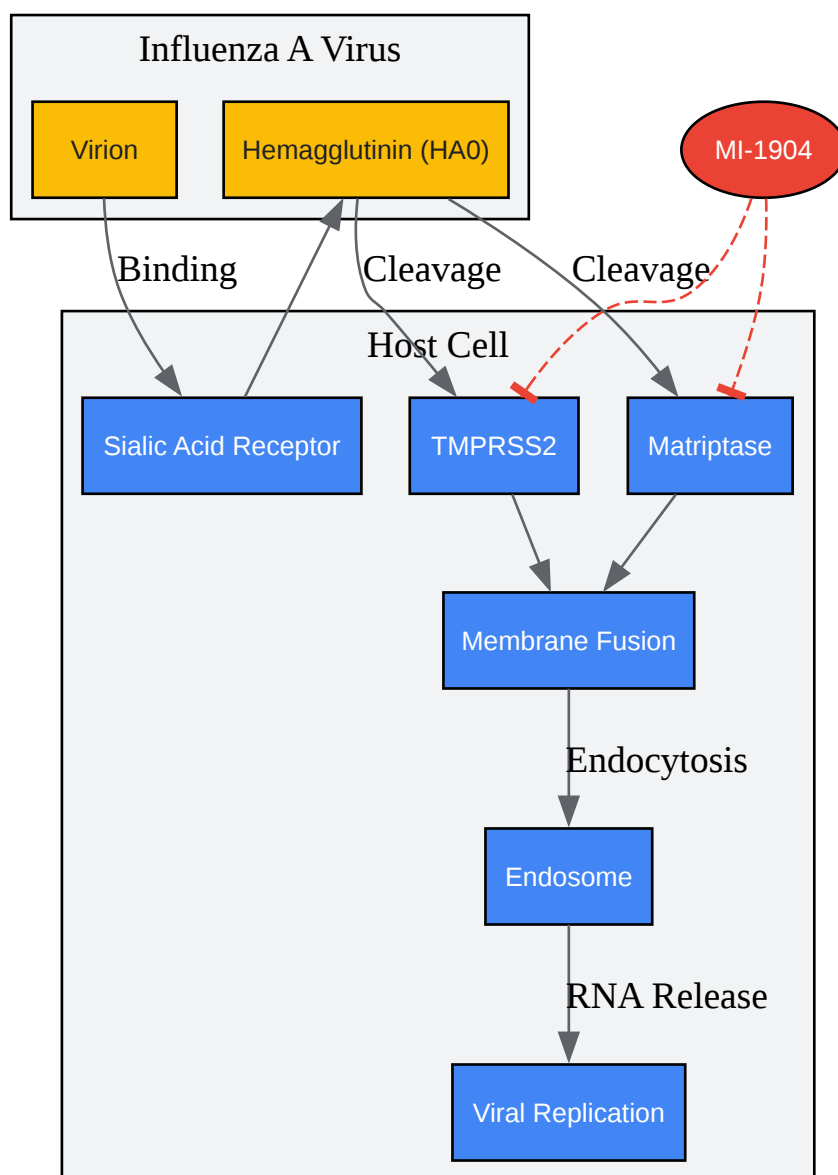 Influenza A Virus
Virion
Hemagglutinin (HA0)
MI-1904
Binding
Cleavage
Cleavage
Host Cell
Sialic Acid Receptor
TMPRSS2
Matriptase
Membrane Fusion
Endocytosis
Endosome
RNA Release
Viral Replication